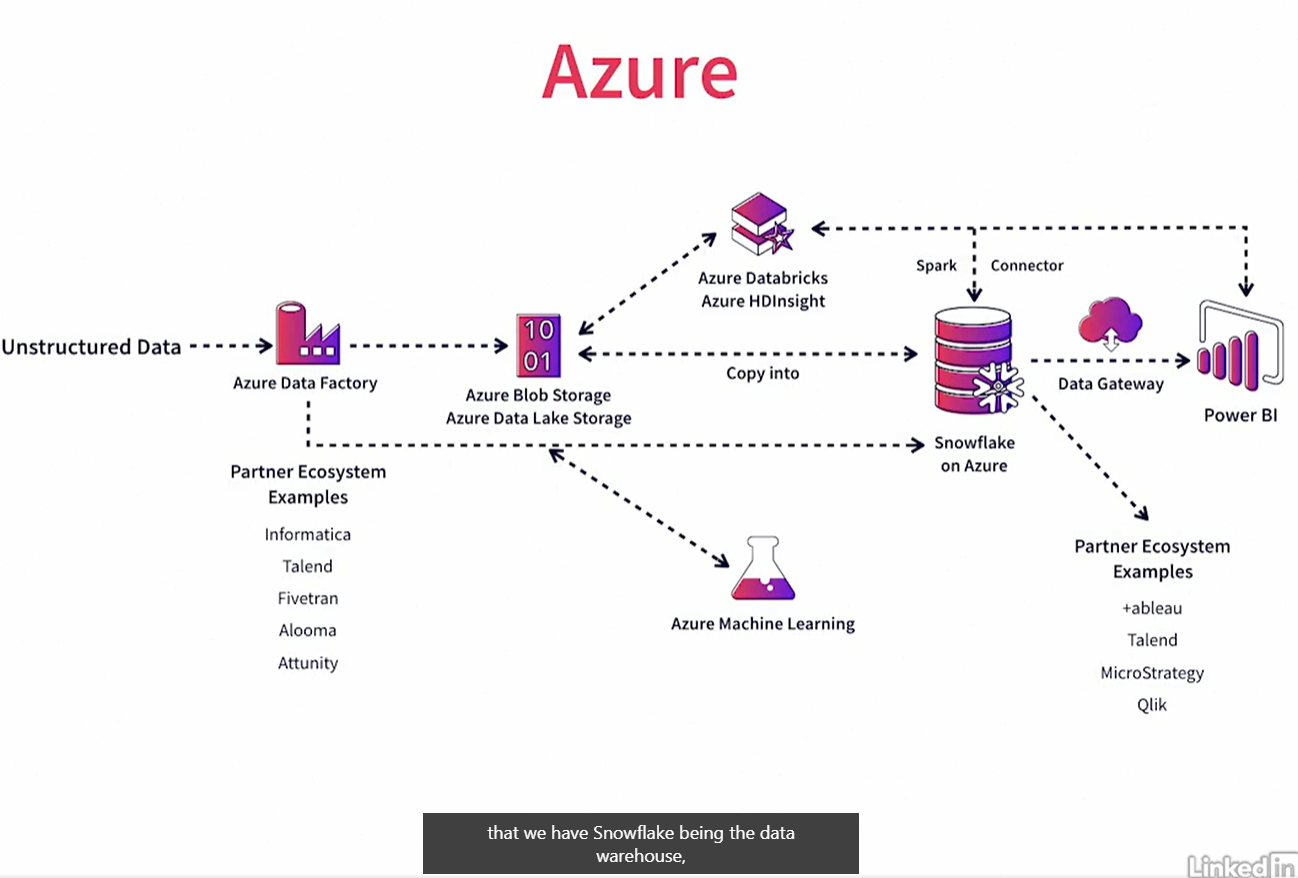 Azure
Unstructured Data
Azure Data Factory
10
01
Azure Blob Storage
Azure Data Lake Storage
Azure Databricks
Azure HDInsight
Spark Connector
Copy into
Snowflake
on Azure
Data Gateway
Power BI
Partner Ecosystem
Examples
Informatica
Talend
Fivetran
Alooma
Attunity
Azure Machine Learning
Partner Ecosystem
Examples
+ableau
Talend
MicroStrategy
Qlik
that we have Snowflake being the data
warehouse,
Linkedin